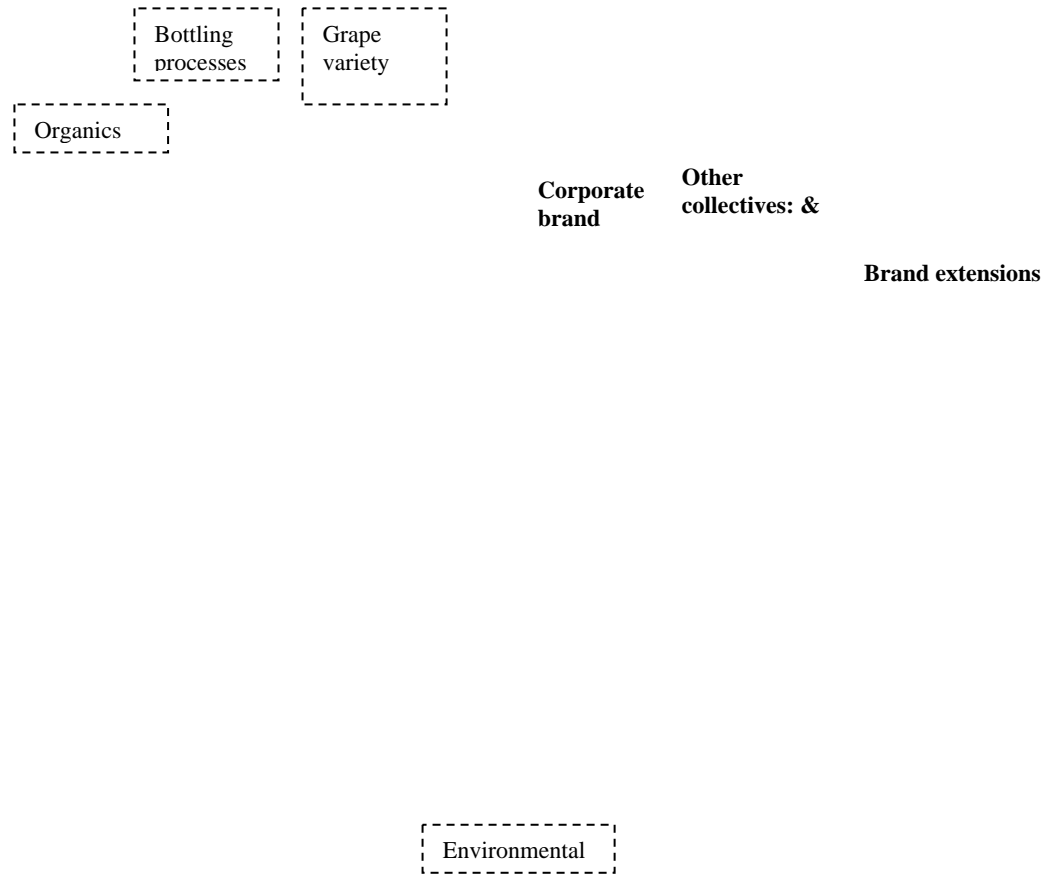 Bottling
processes
Grape
variety
Organics
Corporate
brand
Other
collectives: &
Brand extensions
Environmental